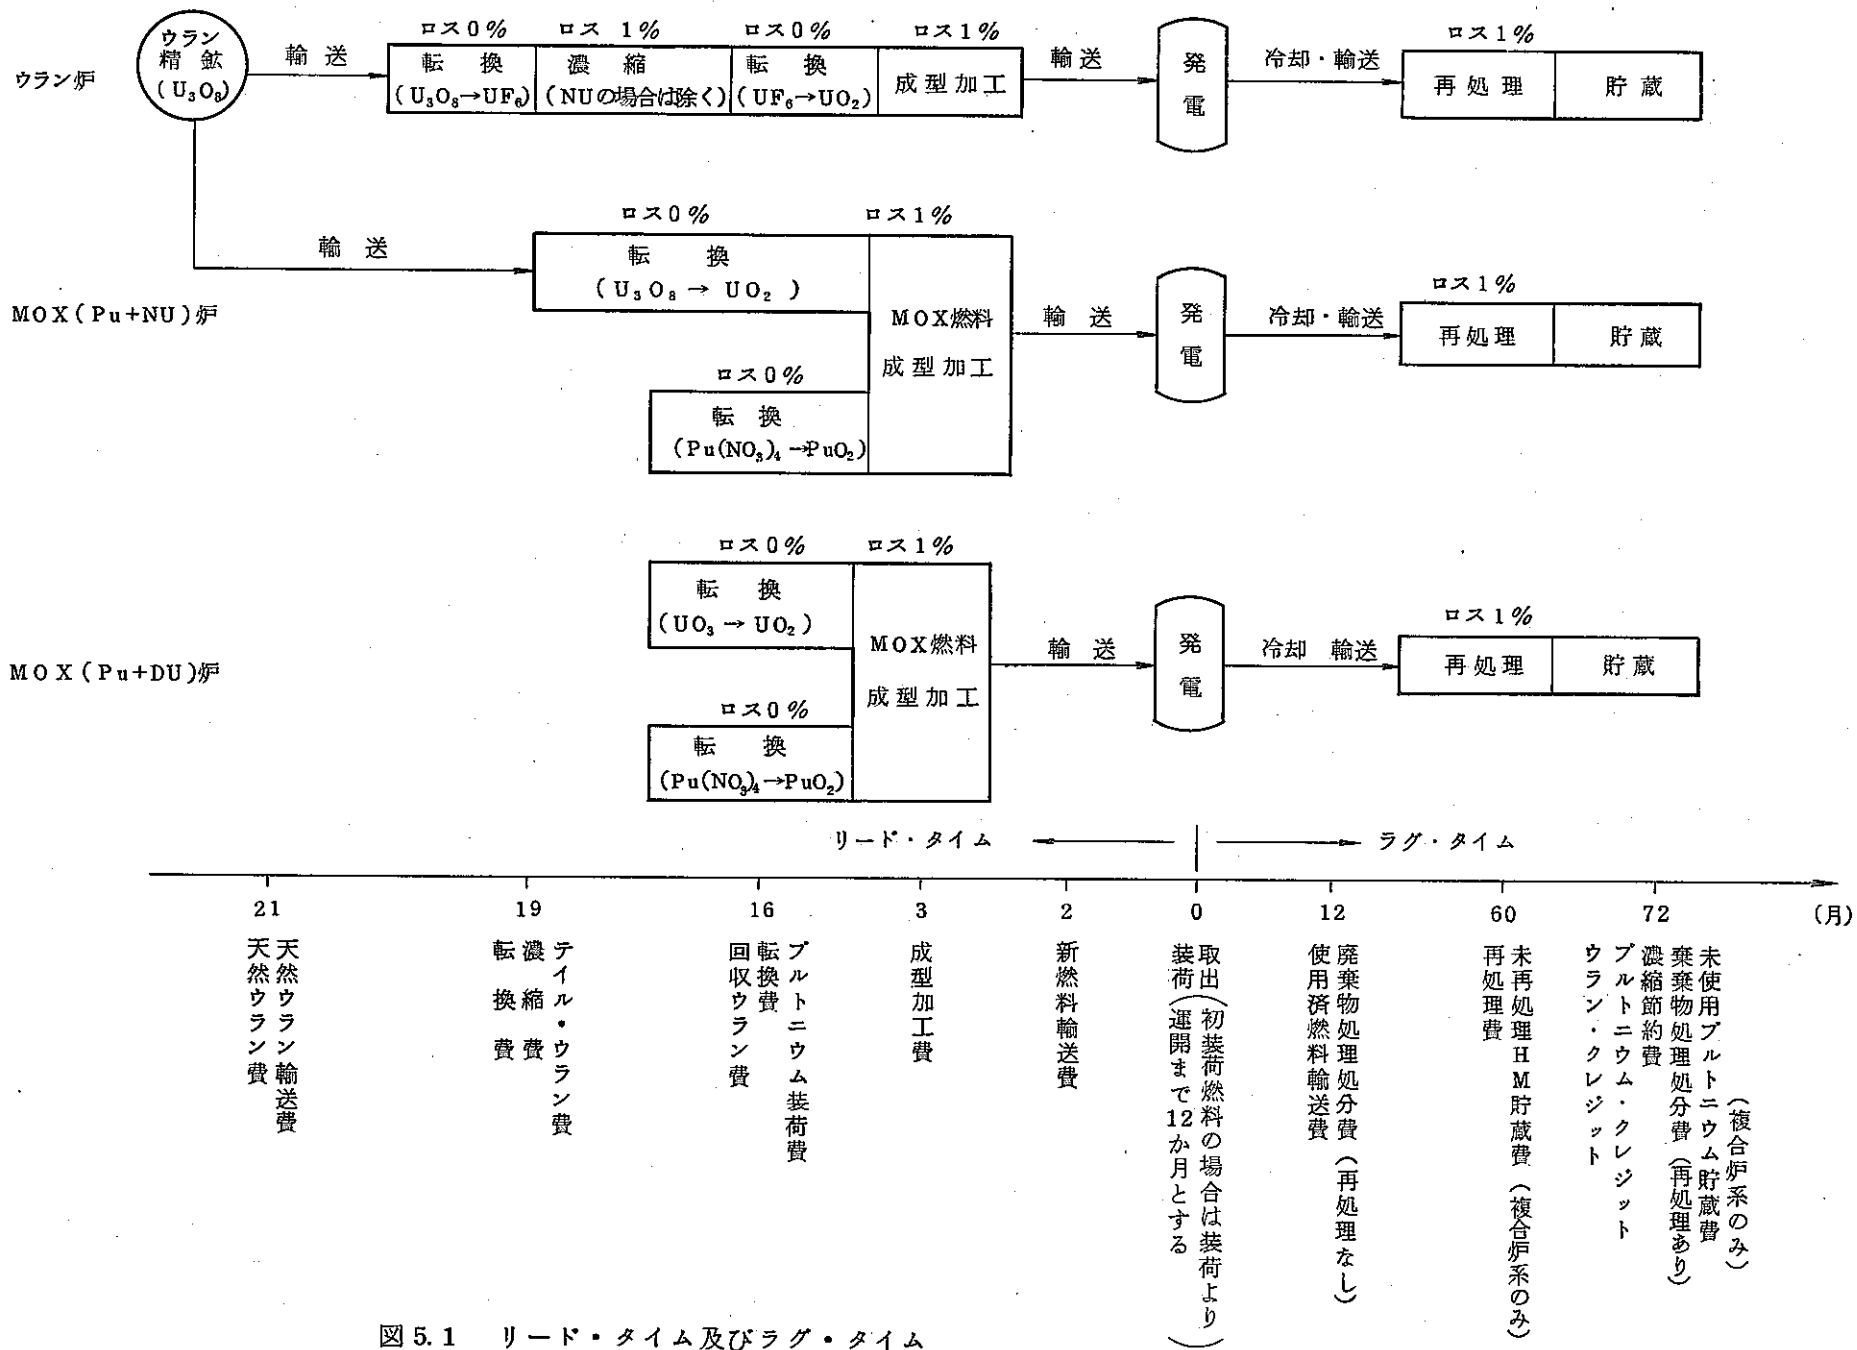 ウラン炉
ウラン
精鉱
(U₃O₈)
輸送
ロス0%
転換
(U₃O₈→UF₆)
ロス 1%
濃縮
(NUの場合は除く)
ロス0%
転換
(UF₆→UO₂)
ロス1%
成型加工
輸送
発電
冷却・輸送
ロス1%
再処理
貯蔵
MOX(Pu+NU)炉
輸送
ロス0%
転換
(U₃O₈ → UO₂)
ロス1%
MOX燃料
成型加工
ロス0%
転換
(Pu(NO₃)₄→PuO₂)
輸送
発電
冷却・輸送
ロス1%
再処理
貯蔵
MOX(Pu+DU)炉
ロス0%
転換
(UO₃→UO₂)
ロス1%
MOX燃料
成型加工
ロス0%
転換
(Pu(NO₃)₄→PuO₂)
輸送
発電
冷却 輸送
ロス1%
再処理
貯蔵
リード・タイム
ラグ・タイム
21
19
16
3
2
0
12
60
72
(月)
天然ウラン輸送費
天然ウラン費
テイル・ウラン費
濃縮費
転換費
プルトニウム装荷費
転換費
回収ウラン費
成型加工費
新燃料輸送費
取出(初装荷燃料の場合は装荷より
装荷(運開まで12か月とする)
廃棄物処理処分費(再処理なし)
使用済燃料輸送費
未再処理HM貯蔵費(複合炉系のみ)
再処理費
(複合炉系のみ)
未使用プルトニウム貯蔵費
棄棄物処理処分費(再処理あり)
濃縮節約費
プルトニウム・クレジット
ウラン・クレジット
図5.1 リード・タイム及びラグ・タイム